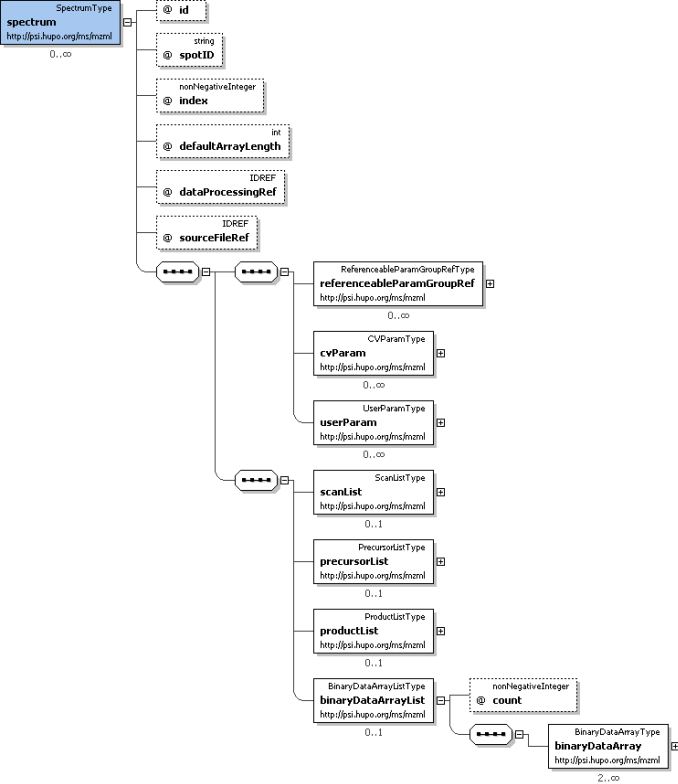 SpectrumType
spectrum
http://psi.hupo.org/ms/mzml
0..∞
@ id
string
@ spotID
nonNegativeInteger
@ index
int
@ defaultArrayLength
IDREF
@ dataProcessingRef
IDREF
@ sourceFileRef
ReferenceableParamGroupRefType
referenceableParamGroupRef
http://psi.hupo.org/ms/mzml
0..∞
CVParamType
cvParam
http://psi.hupo.org/ms/mzml
0..∞
UserParamType
userParam
http://psi.hupo.org/ms/mzml
0..∞
ScanListType
scanList
http://psi.hupo.org/ms/mzml
0..1
PrecursorListType
precursorList
http://psi.hupo.org/ms/mzml
0..1
ProductListType
productList
http://psi.hupo.org/ms/mzml
0..1
BinaryDataArrayListType
binaryDataArrayList
http://psi.hupo.org/ms/mzml
0..1
nonNegativeInteger
@ count
BinaryDataArrayType
binaryDataArray
http://psi.hupo.org/ms/mzml
2..∞